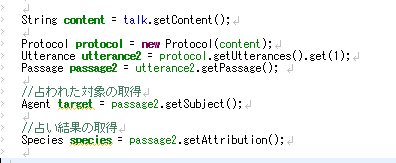 String content = talk.getContent();
Protocol protocol = new Protocol(content);
Utterance utterance2 = protocol.getUtterances().get(1);
Passage passage2 = utterance2.getPassage();
//占われた対象の取得
Agent target = passage2.getSubject();
//占い結果の取得
Species species = passage2.getAttribution();